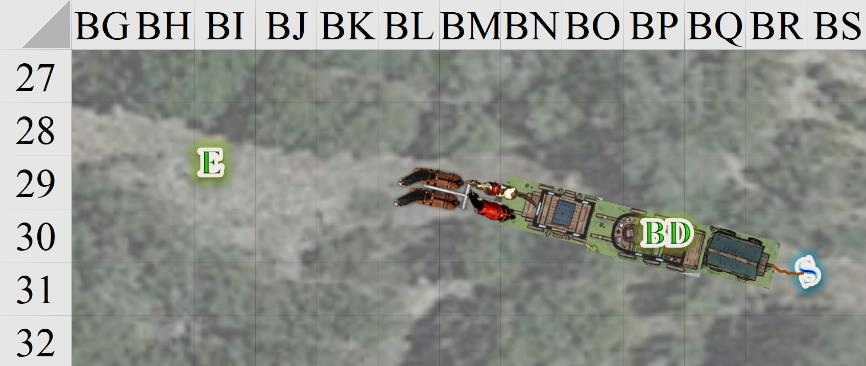 BG BH BI BJ BK BL BM BN BO BP BQ BR BS
27
28
E
29
30 BD
31 S
32